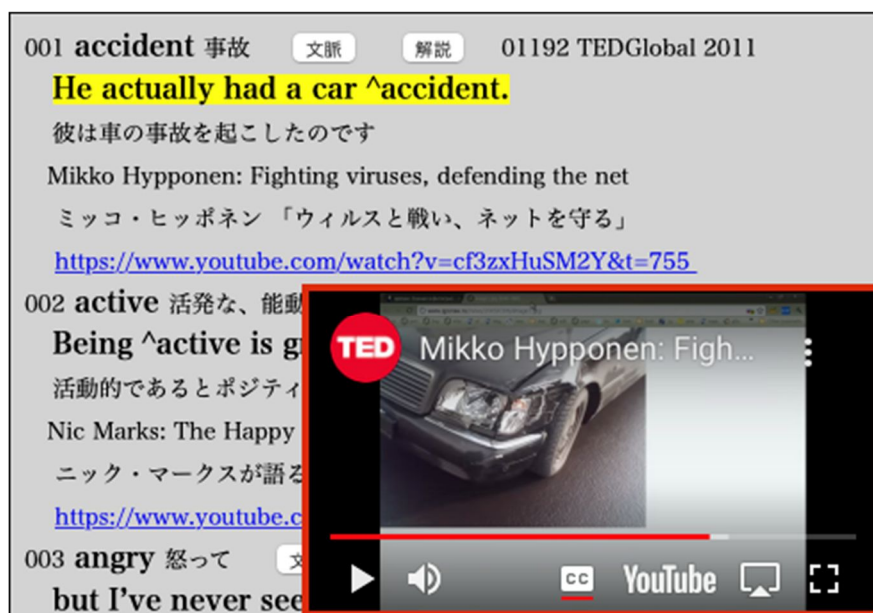 001 accident 事故 文脈 解説 01192 TEDGlobal 2011
He actually had a car ^accident.
彼は車の事故を起こしたのです
Mikko Hypponen: Fighting viruses, defending the net
ミッコ・ヒッポネン 「ウィルスと戦い、ネットを守る」
https://www.youtube.com/watch?v=cf3zxHuSM2Y&t=755
002 active 活発な、能動
Being ^active is g
活動的であるとポジティ
Nic Marks: The Happy
ニック・マークスが語る
https://www.youtube.c
TED Mikko Hypponen: Figh...
CC YouTube
003 angry 怒って
but I've never see